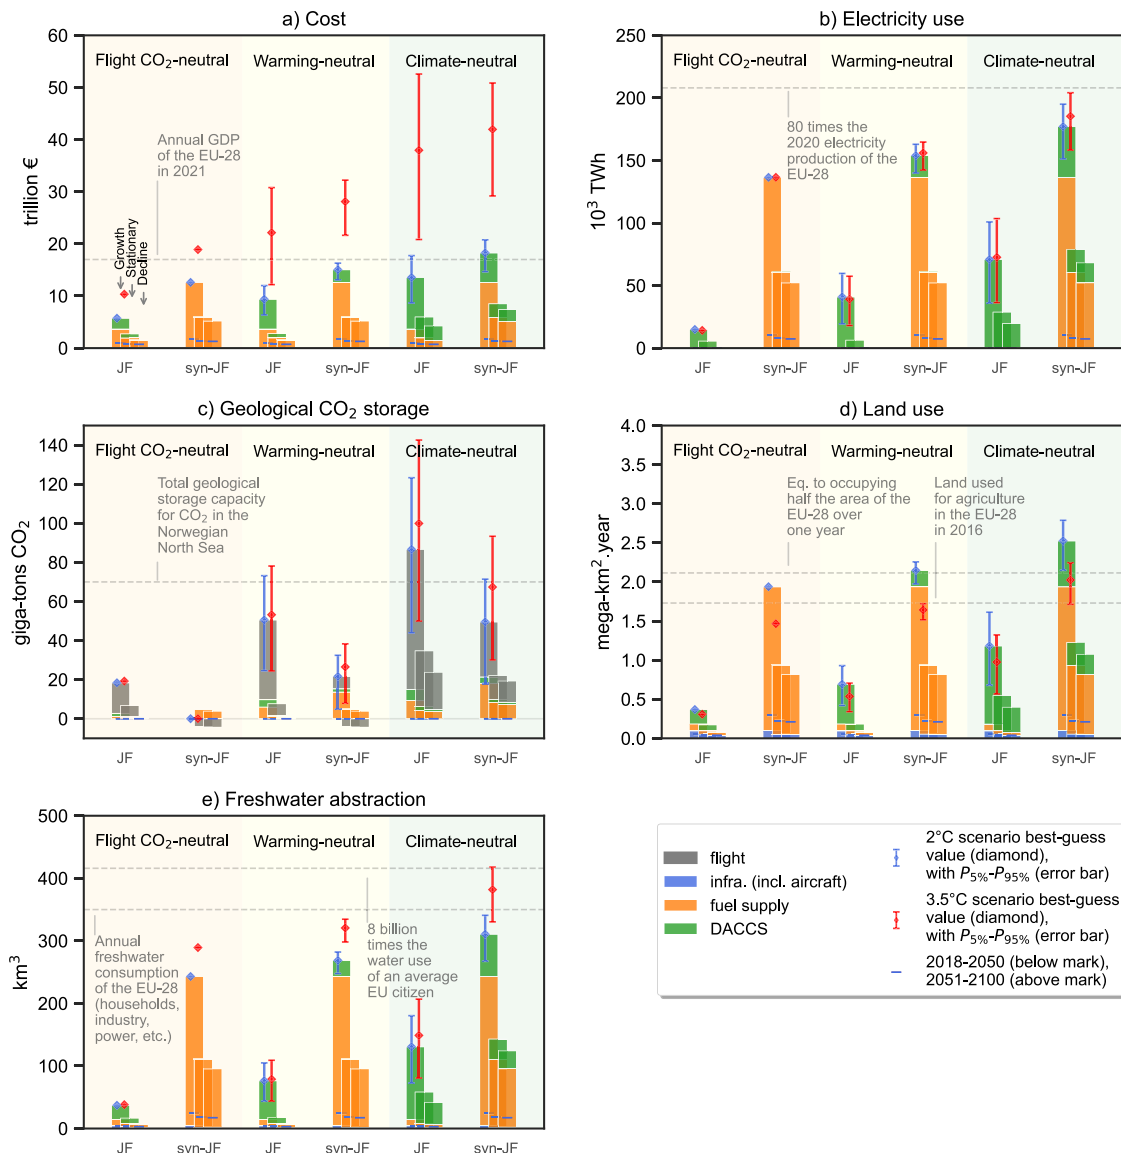 a) Cost
60
50
40
30
20
10
0
trillion €
Flight CO₂-neutral
Warming-neutral
Climate-neutral
Annual GDP
of the EU-28
in 2021
Growth
Stationary
Decline
JF
syn-JF
JF
syn-JF
JF
syn-JF
b) Electricity use
250
200
150
100
50
0
10³ TWh
Flight CO₂-neutral
Warming-neutral
Climate-neutral
80 times the
2020 electricity
production of the
EU-28
JF
syn-JF
JF
syn-JF
JF
syn-JF
c) Geological CO₂ storage
140
120
100
80
60
40
20
0
giga-tons CO₂
Flight CO₂-neutral
Warming-neutral
Climate-neutral
Total geological
storage capacity
for CO₂ in the
Norwegian
North Sea
JF
syn-JF
JF
syn-JF
JF
syn-JF
d) Land use
4.0
3.5
3.0
2.5
2.0
1.5
1.0
0.5
0.0
mega-km².year
Flight CO₂-neutral
Warming-neutral
Climate-neutral
Eq. to occupying
half the area of the
EU-28 over
one year
Land used
for agriculture
in the EU-28
in 2016
JF
syn-JF
JF
syn-JF
JF
syn-JF
e) Freshwater abstraction
500
400
300
200
100
0
km³
Flight CO₂-neutral
Warming-neutral
Climate-neutral
Annual
freshwater
consumption
of the EU-28
(households,
industry,
power, etc.)
8 billion
times the
water use
of an average
EU citizen
JF
syn-JF
JF
syn-JF
JF
syn-JF
flight
infra. (incl. aircraft)
fuel supply
DACCS
2°C scenario best-guess
value (diamond),
with P5%-P95% (error bar)
3.5°C scenario best-guess
value (diamond),
with P5%-P95% (error bar)
2018-2050 (below mark),
2051-2100 (above mark)